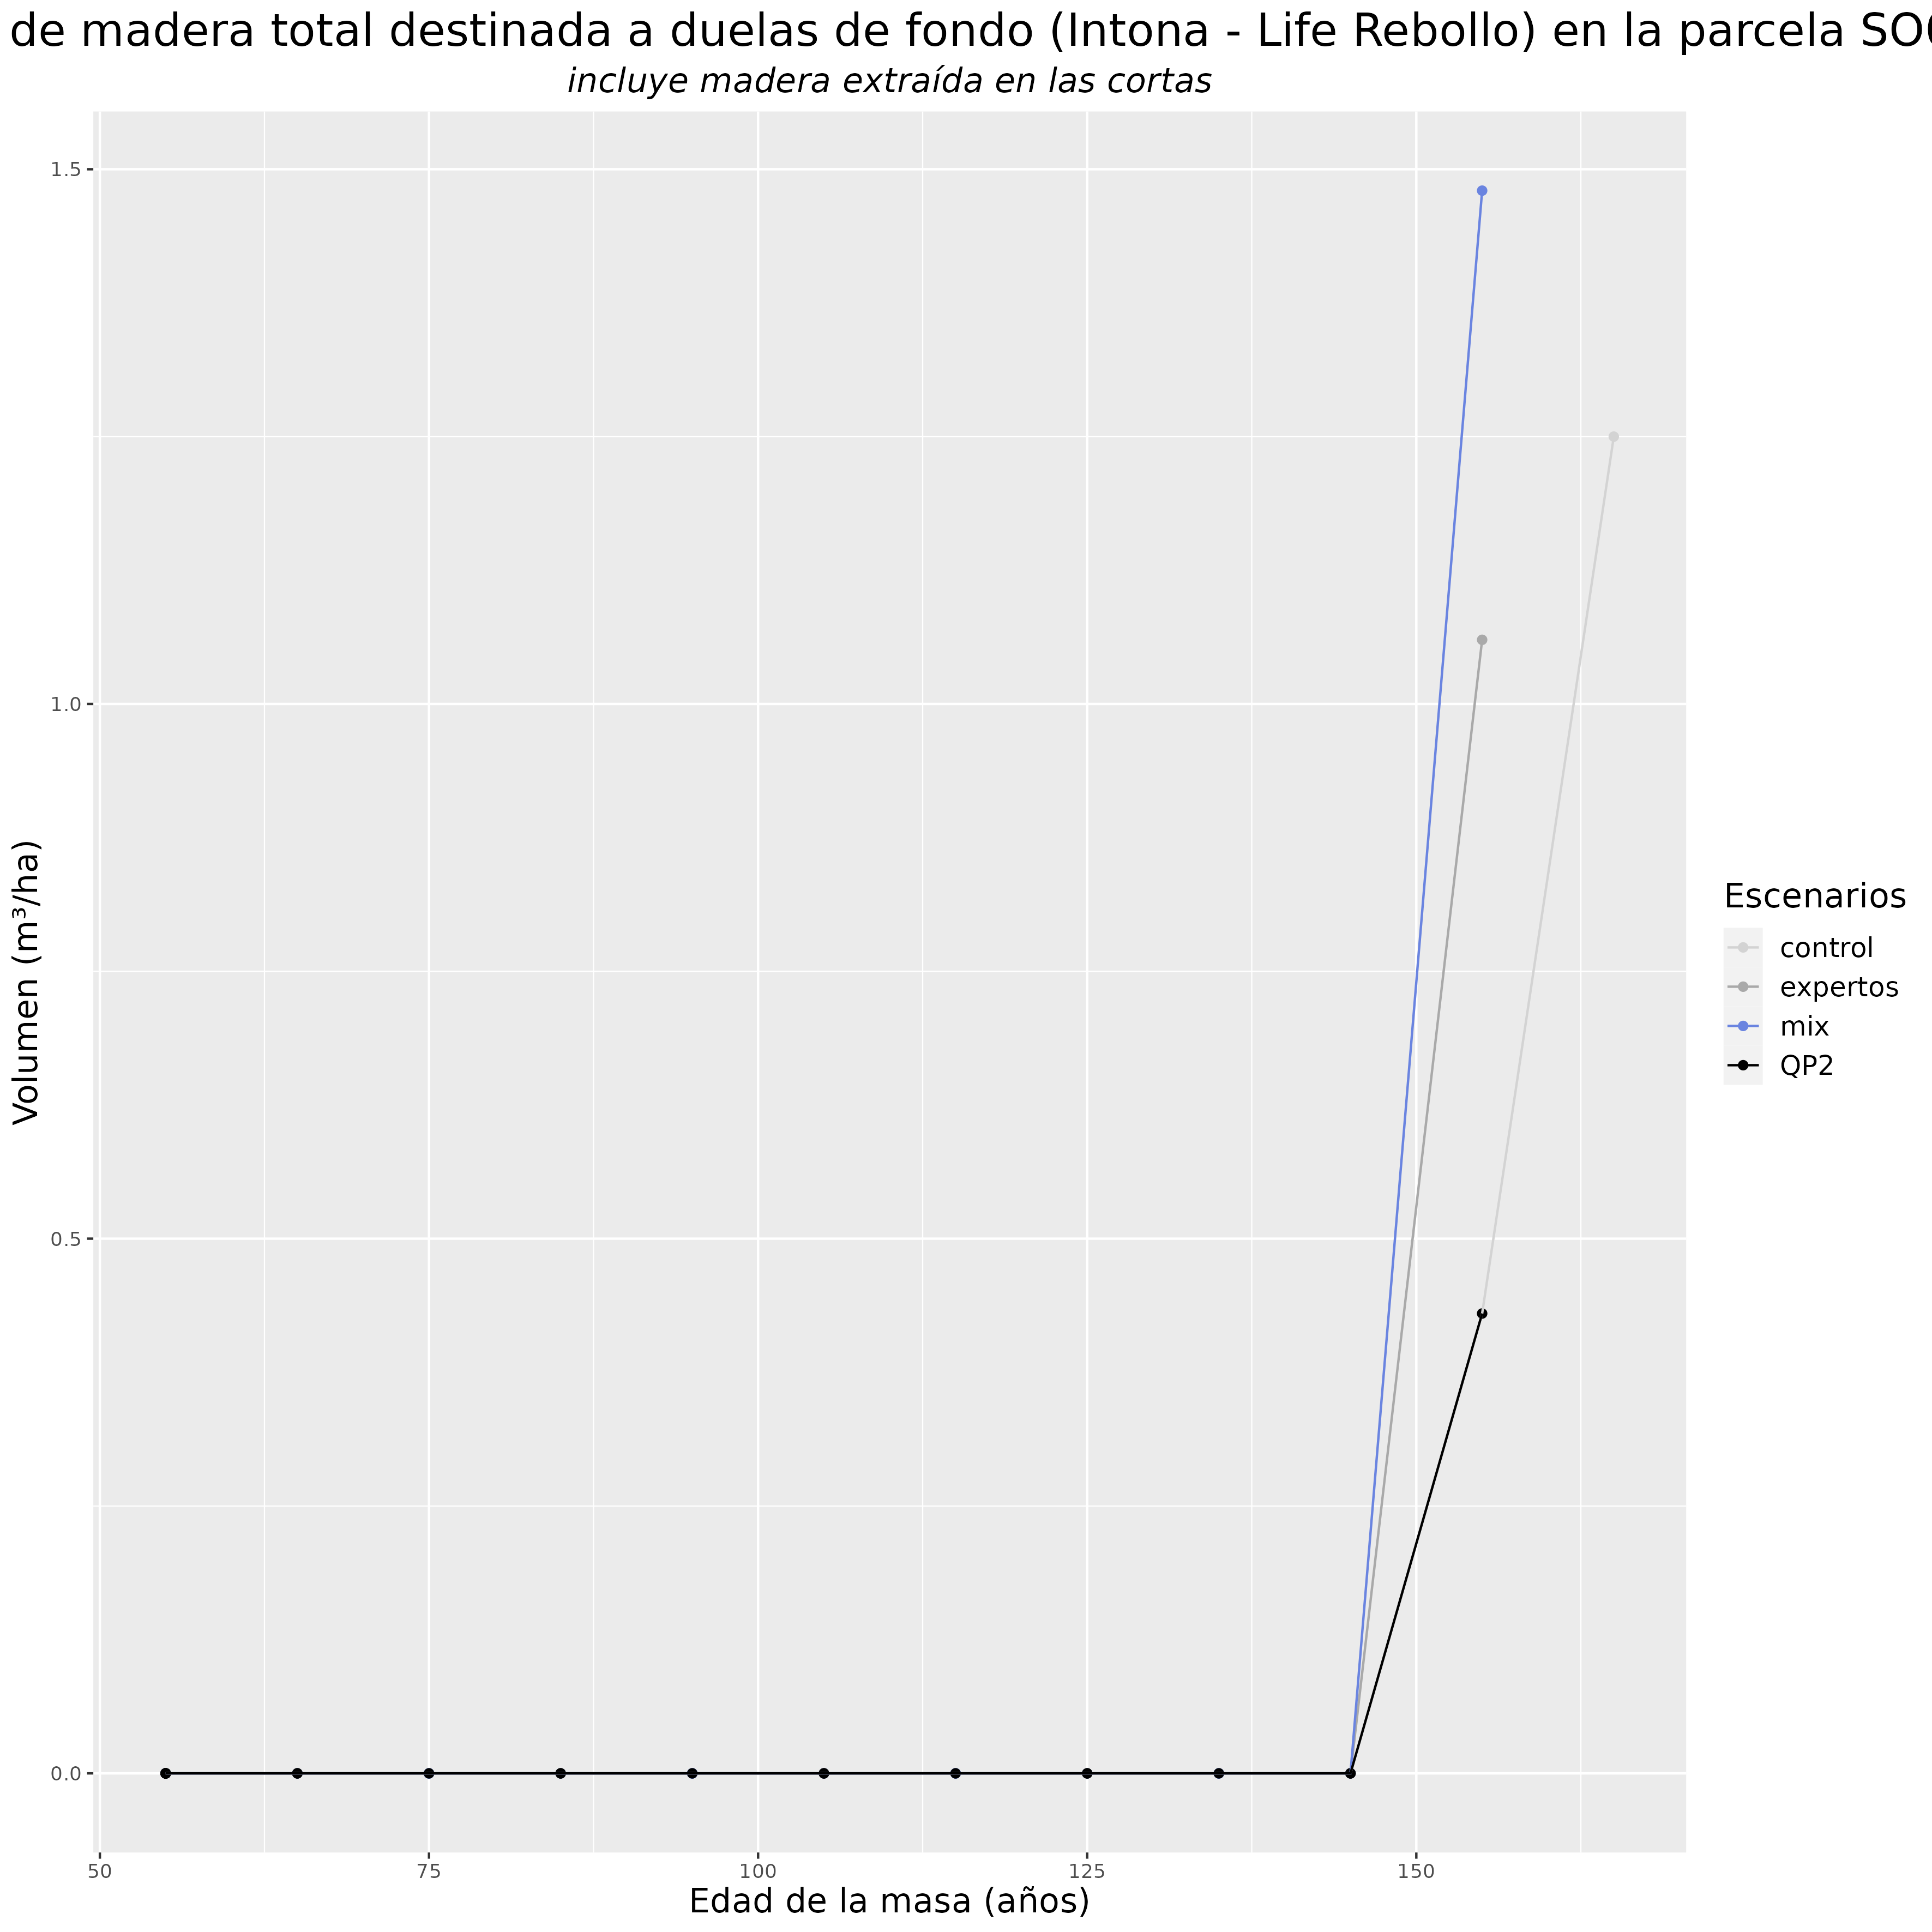 de madera total destinada a duelas de fondo (Intona - Life Rebollo) en la parcela
incluye madera extraída en las cortas
1.5
1.0
0.5
0.0
Volumen (m³/ha)
50 75 100 125 150
Edad de la masa (años)
Escenarios
control
expertos
mix
QP2